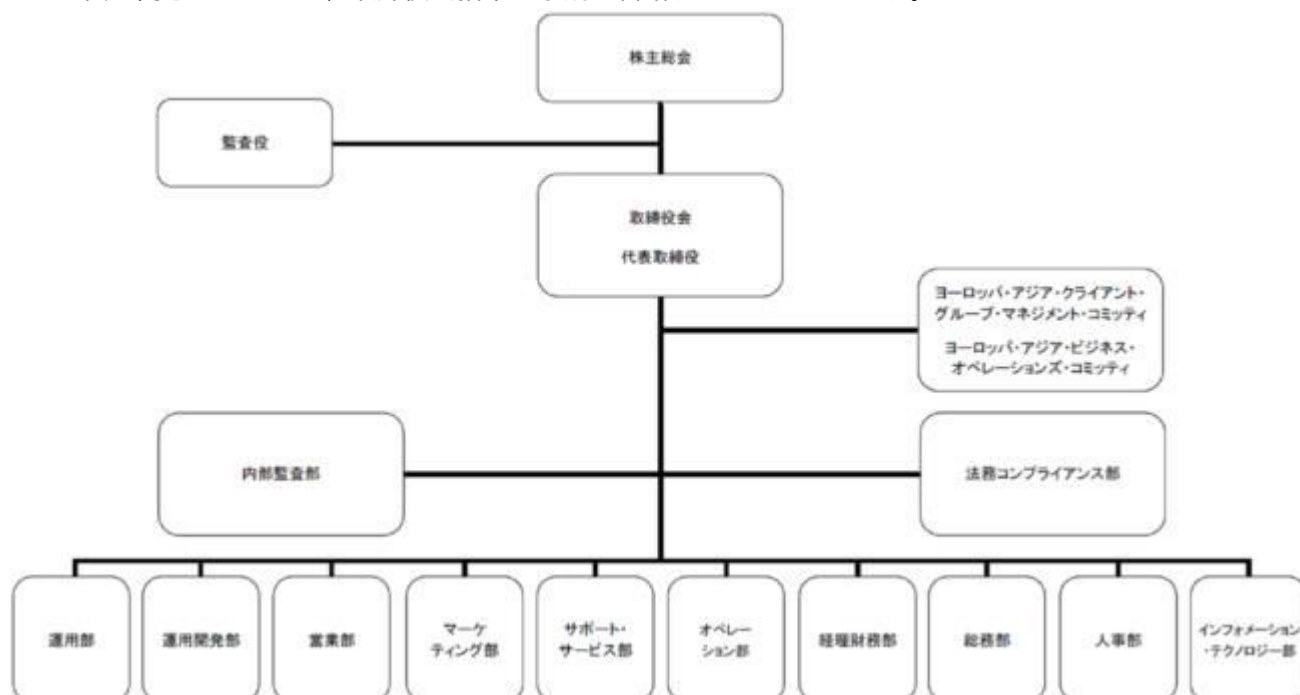 株主総会
監査役
取締役会
代表取締役
ヨーロッパ・アジア・クライアント・
グループ・マネジメント・コミッティ
ヨーロッパ・アジア・ビジネス・
オペレーションズ・コミッティ
内部監査部
法務コンプライアンス部
運用部
運用開発部
営業部
マーケ
ティング部
サポート・
サービス部
オペレー
ション部
経理財務部
総務部
人事部
インフォメーション
・テクノロジー部